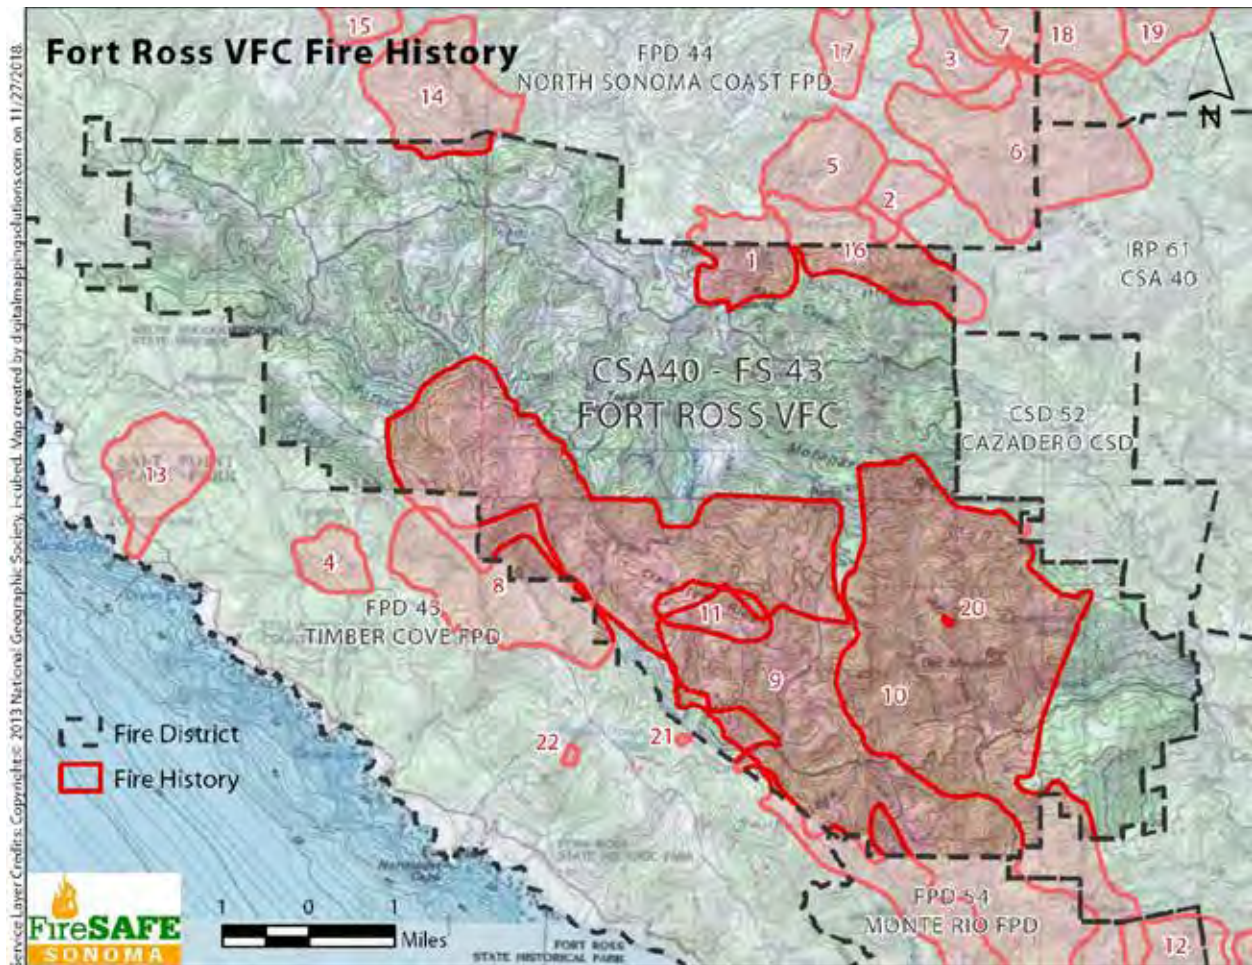 Fort Ross VFC Fire History
15
14
FPD 44
NORTH SONOMA COAST FPD
17
3
7
18
19
5
2
6
N
1
16
IRP 61
CSA 40
CSA40 - FS 43
FORT ROSS VFC
CSD 52
CAZADERO CSD
13
4
8
FPD 45
TIMBER COVE FPD
11
20
9
10
22
21
Fire District
Fire History
FPD 54
MONTE RIO FPD
12
FireSAFE
SONOMA
1 0 1
Miles
FORT ROSS
STATE HISTORICAL PARK
Service Layer Credits: Copyright:© 2013 National Geographic Society, i-cubed. Map created by digitalmappingsolutions.com on 11/27/2018.